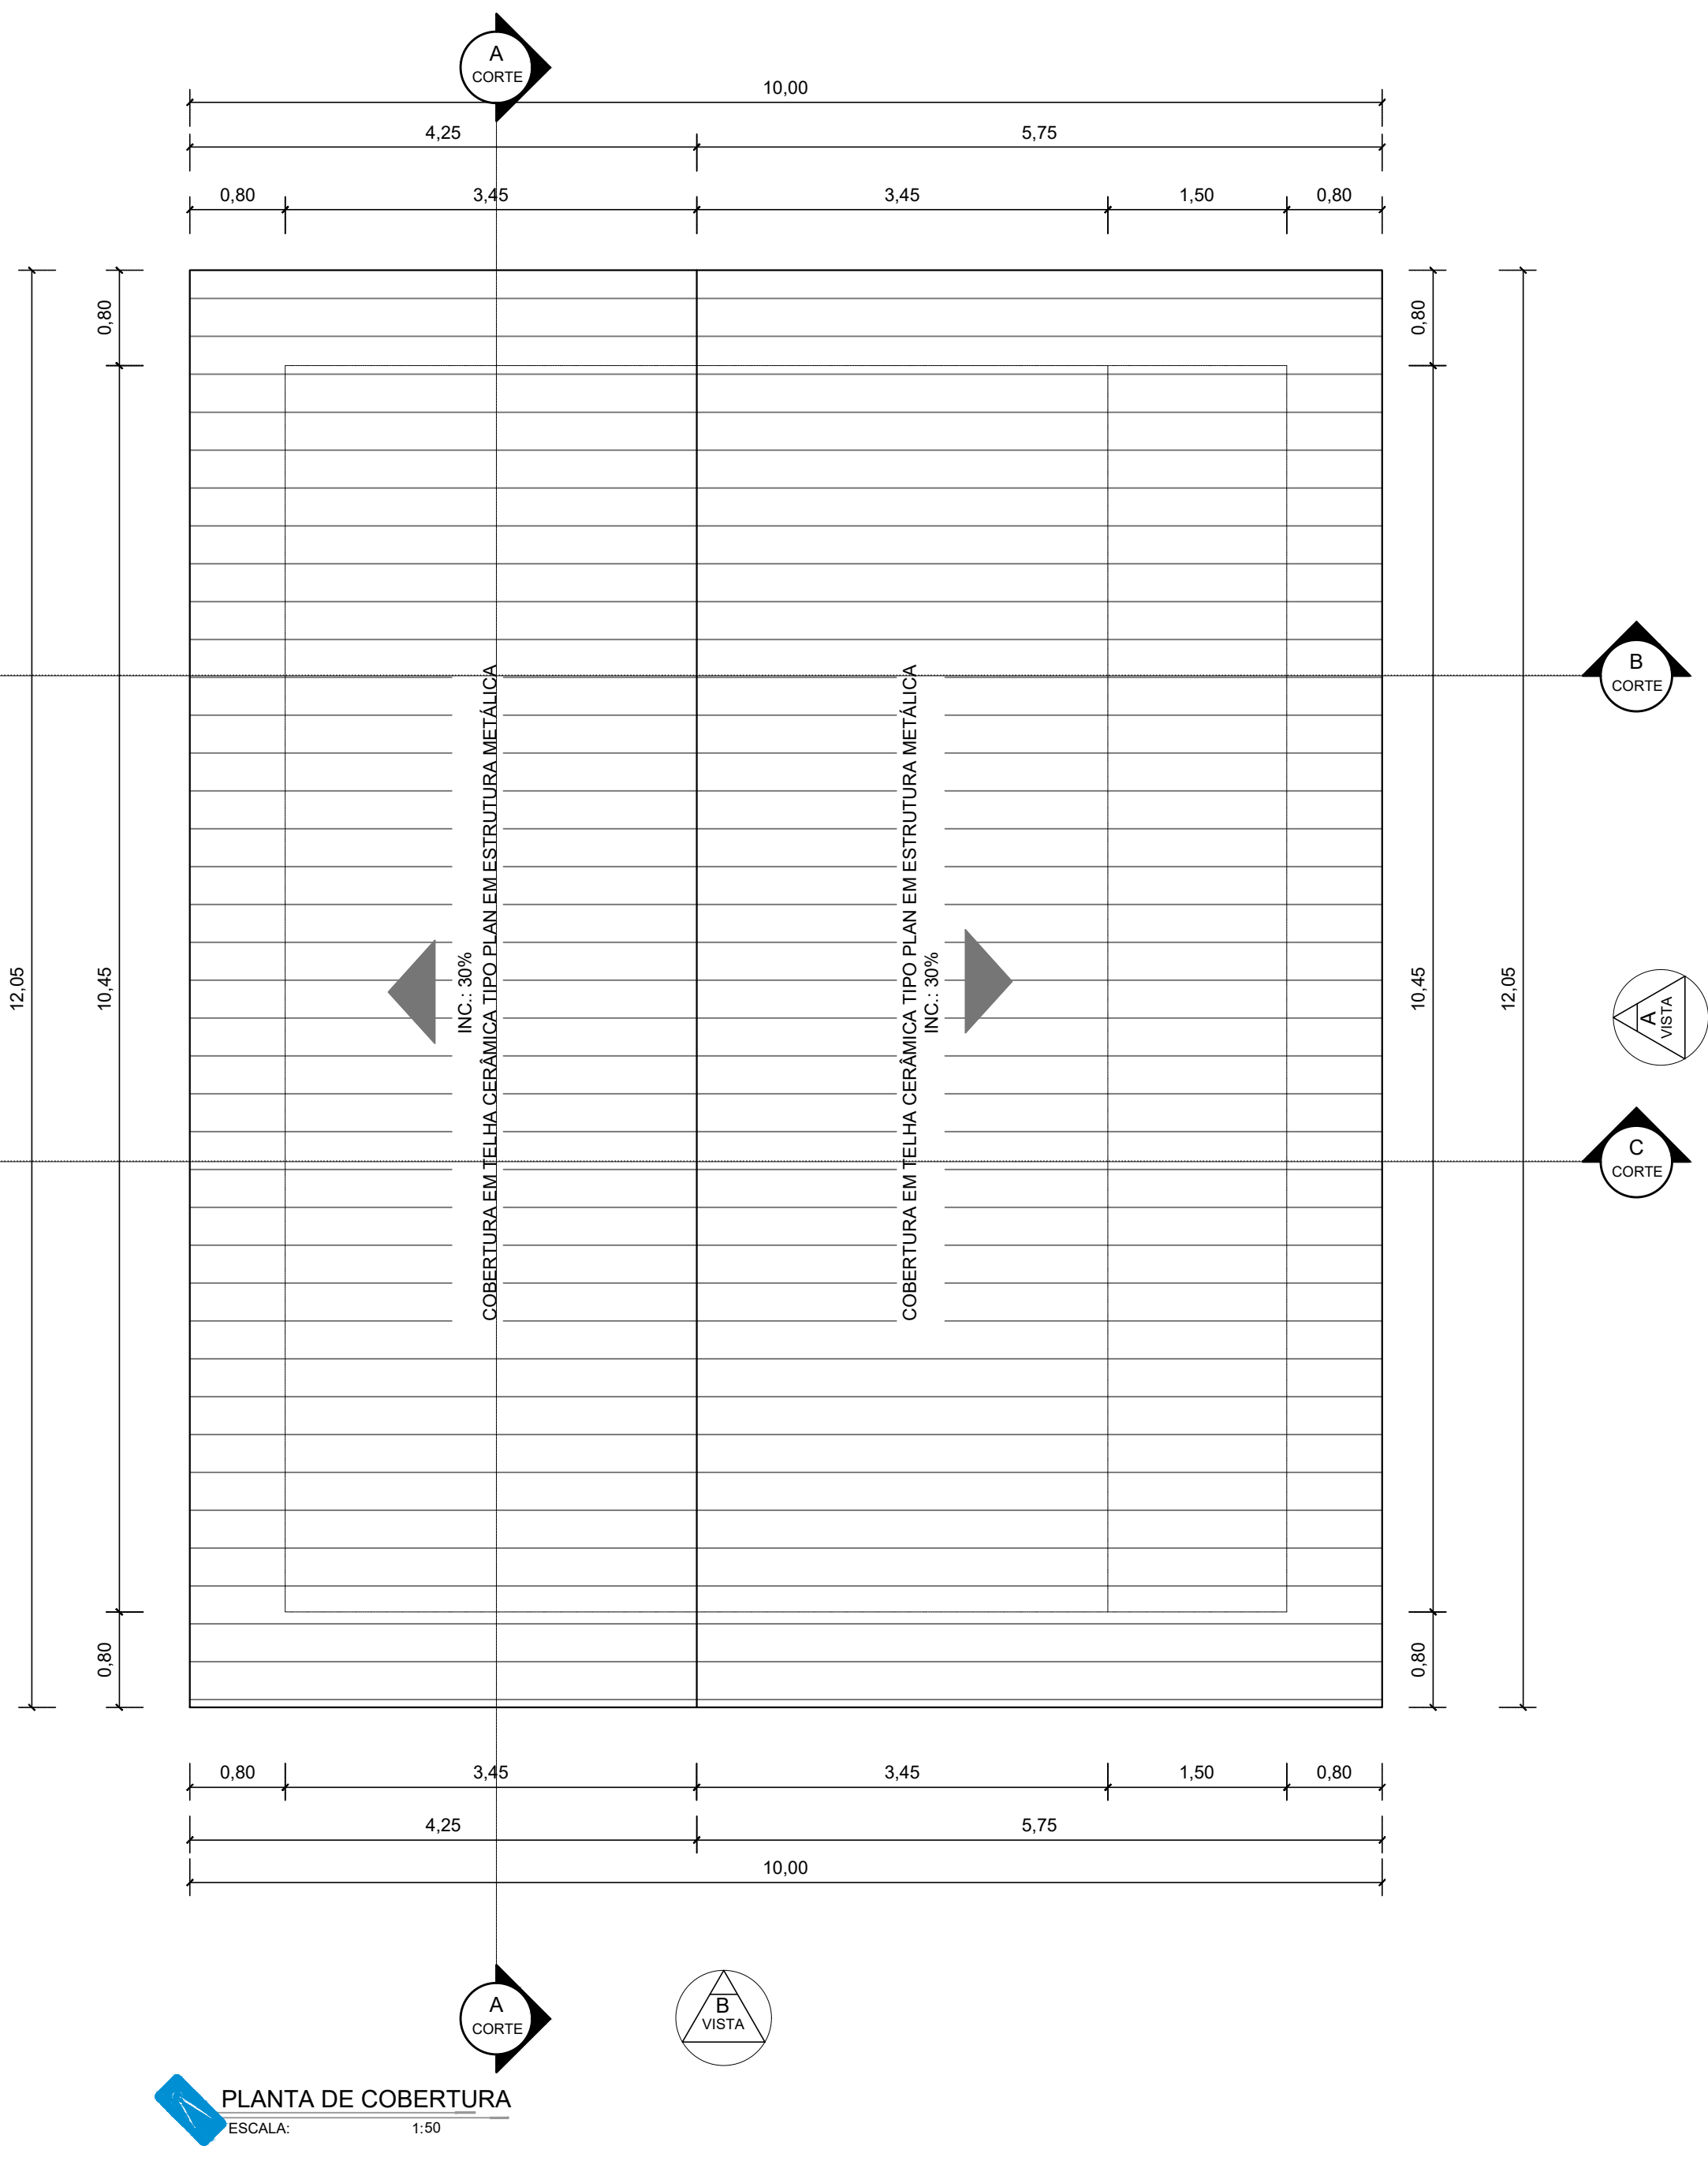 A
CORTE
10,00
4,25
5,75
0,80
3,45
3,45
1,50
0,80
0,80
0,80
B
CORTE
COBERTURA EM TELHA CERÂMICA TIPO PLAN EM ESTRUTURA METÁLICA
INC.: 30%
COBERTURA EM TELHA CERÂMICA TIPO PLAN EM ESTRUTURA METÁLICA
INC.: 30%
12,05
10,45
10,45
12,05
A
VISTA
C
CORTE
0,80
0,80
0,80
3,45
3,45
1,50
0,80
4,25
5,75
10,00
A
CORTE
B
VISTA
PLANTA DE COBERTURA
ESCALA: 1:50